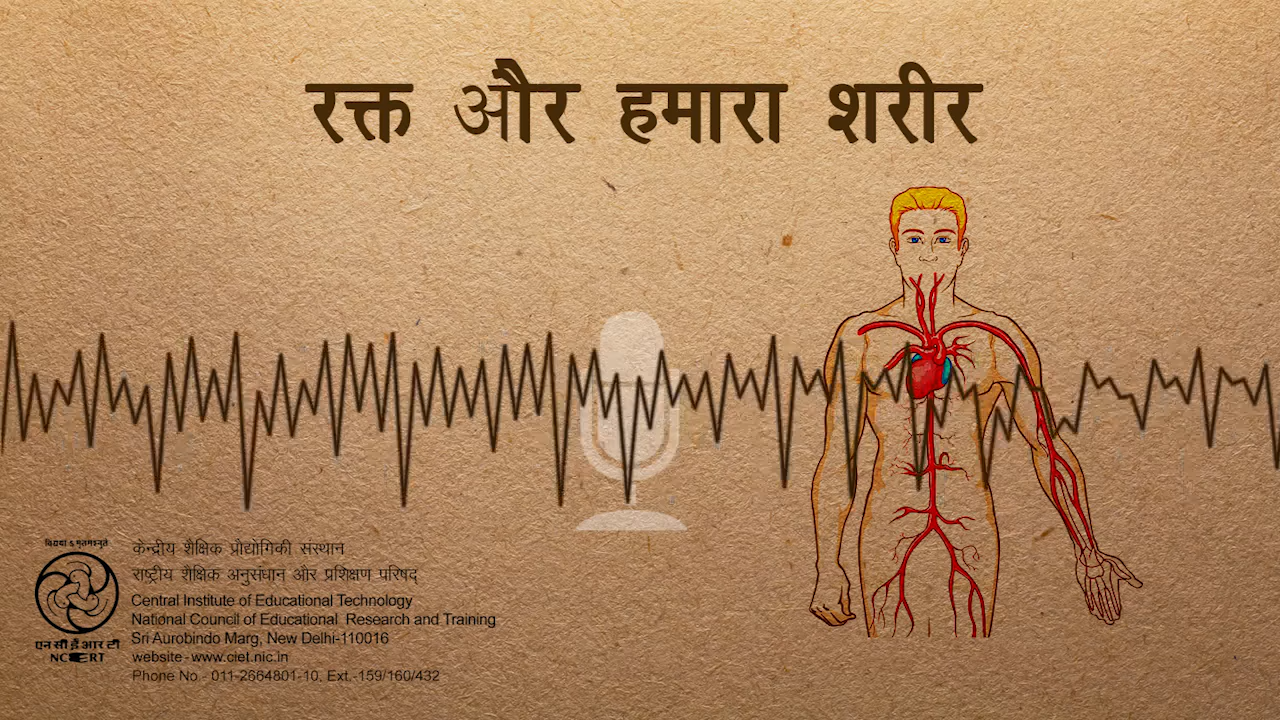 रक्त और हमारा शरीर
विद्यया ऽ मृतमश्नुते
एन सी ई आर टी
NCERT
केन्द्रीय शैक्षिक प्रौद्योगिकी संस्थान
राष्ट्रीय शैक्षिक अनुसंधान और प्रशिक्षण परिषद्
Central Institute of Educational Technology
National Council of Educational Research and Training
Sri Aurobindo Marg, New Delhi-110016
website - www.ciet.nic.in
Phone No.- 011-2664801-10, Ext.-159/160/432